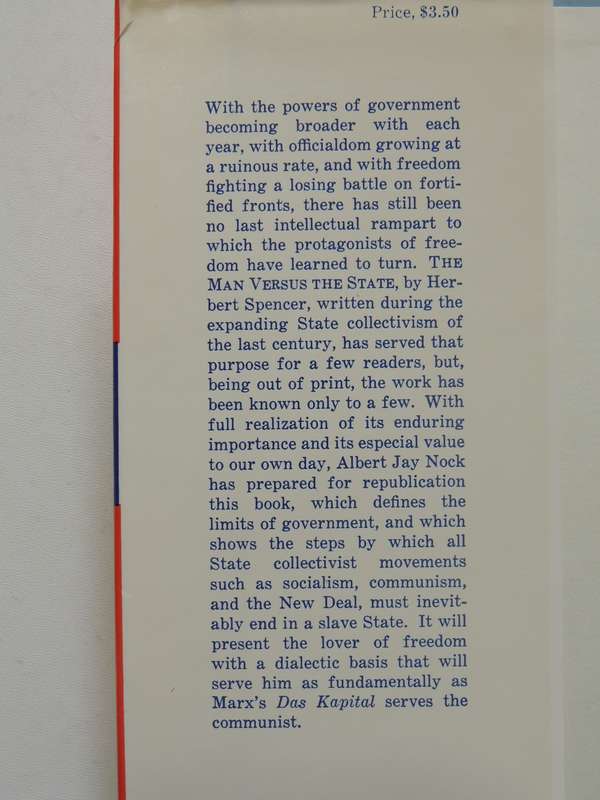 Price, $3.50
With the powers of government
becoming broader with each
year, with officialdom growing at
a ruinous rate, and with freedom
fighting a losing battle on forti-
fied fronts, there has still been
no last intellectual rampart to
which the protagonists of free-
dom have learned to turn. THE
MAN VERSUS THE STATE, by Her-
bert Spencer, written during the
expanding State collectivism of
the last century, has served that
purpose for a few readers, but,
being out of print, the work has
been known only to a few. With
full realization of its enduring
importance and its especial value
to our own day, Albert Jay Nock
has prepared for republication
this book, which defines the
limits of government, and which
shows the steps by which all
State collectivist movements
such as socialism, communism,
and the New Deal, must inevit-
ably end in a slave State. It will
present the lover of freedom
with a dialectic basis that will
serve him as fundamentally as
Marx's Das Kapital serves the
communist.